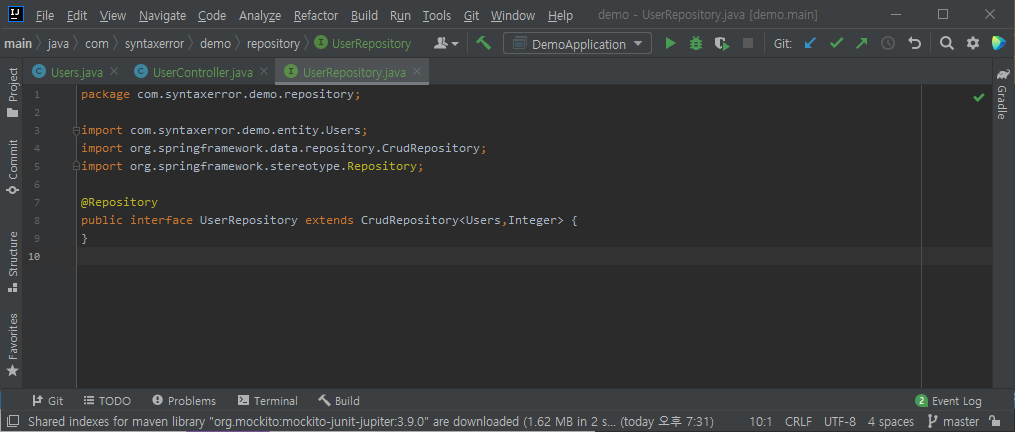 IJ File Edit View Navigate Code Analyze Refactor Build Run Tools Git Window Help demo - UserRepository.java [demo.main]
main java com syntaxerror demo repository I UserRepository DemoApplication Git:
C Users.java C UserController.java I UserRepository.java
Project
Commit
Structure
Favorites
Gradle
1 package com.syntaxerror.demo.repository;
2
3 import com.syntaxerror.demo.entity.Users;
4 import org.springframework.data.repository.CrudRepository;
5 import org.springframework.stereotype.Repository;
6
7 @Repository
8 public interface UserRepository extends CrudRepository<Users,Integer> {
9 }
10
Git TODO Problems Terminal Build 2 Event Log
Shared indexes for maven library "org.mockito:mockito-junit-jupiter:3.9.0" are downloaded (1.62 MB in 2 s... (today 오후 7:31) 10:1 CRLF UTF-8 4 spaces master